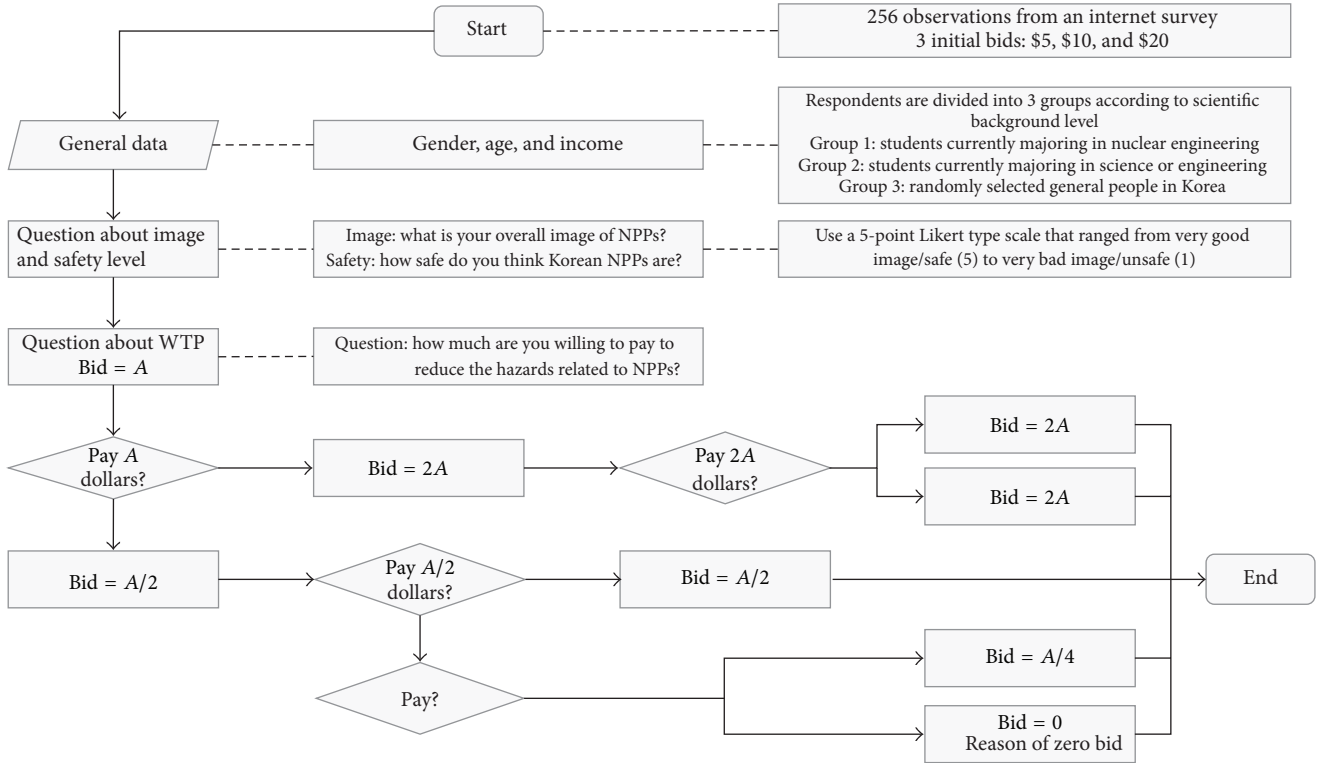 Start
256 observations from an internet survey
3 initial bids: $5, $10, and $20
General data
Gender, age, and income
Respondents are divided into 3 groups according to scientific
background level
Group 1: students currently majoring in nuclear engineering
Group 2: students currently majoring in science or engineering
Group 3: randomly selected general people in Korea
Question about image
and safety level
Image: what is your overall image of NPPs?
Safety: how safe do you think Korean NPPs are?
Use a 5-point Likert type scale that ranged from very good
image/safe (5) to very bad image/unsafe (1)
Question about WTP
Bid = A
Question: how much are you willing to pay to
reduce the hazards related to NPPs?
Pay A
dollars?
Bid = 2A
Pay 2A
dollars?
Bid = 2A
Bid = 2A
Bid = A/2
Pay A/2
dollars?
Bid = A/2
End
Pay?
Bid = A/4
Bid = 0
Reason of zero bid